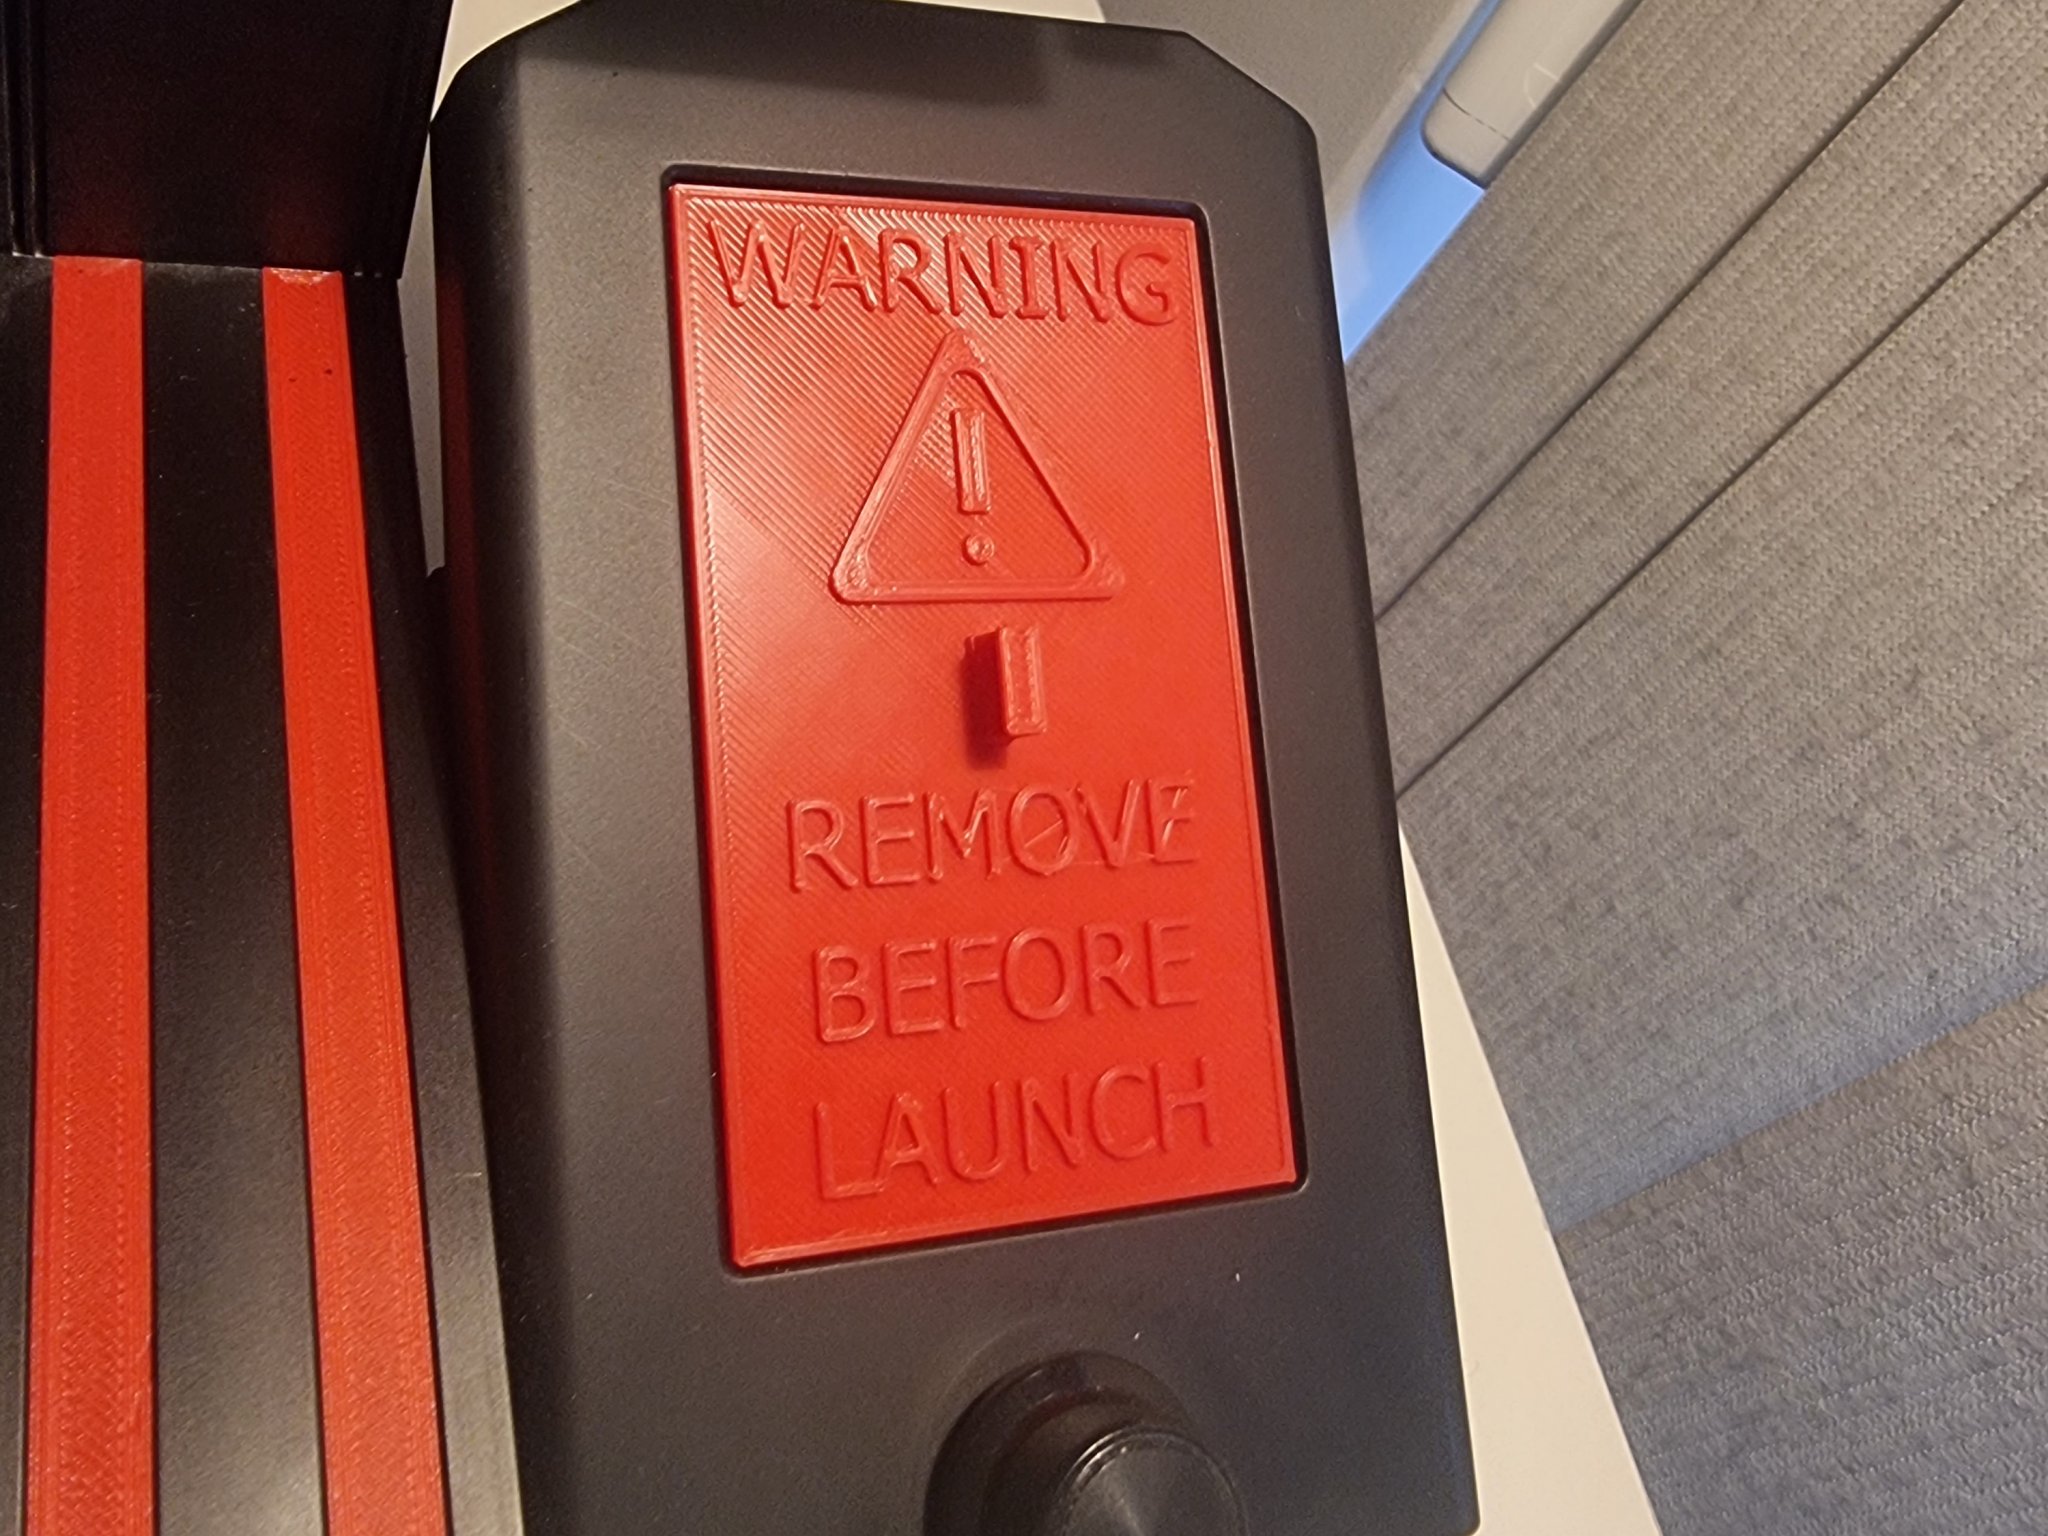 WARNING
!
REMOVE
BEFORE
LAUNCH